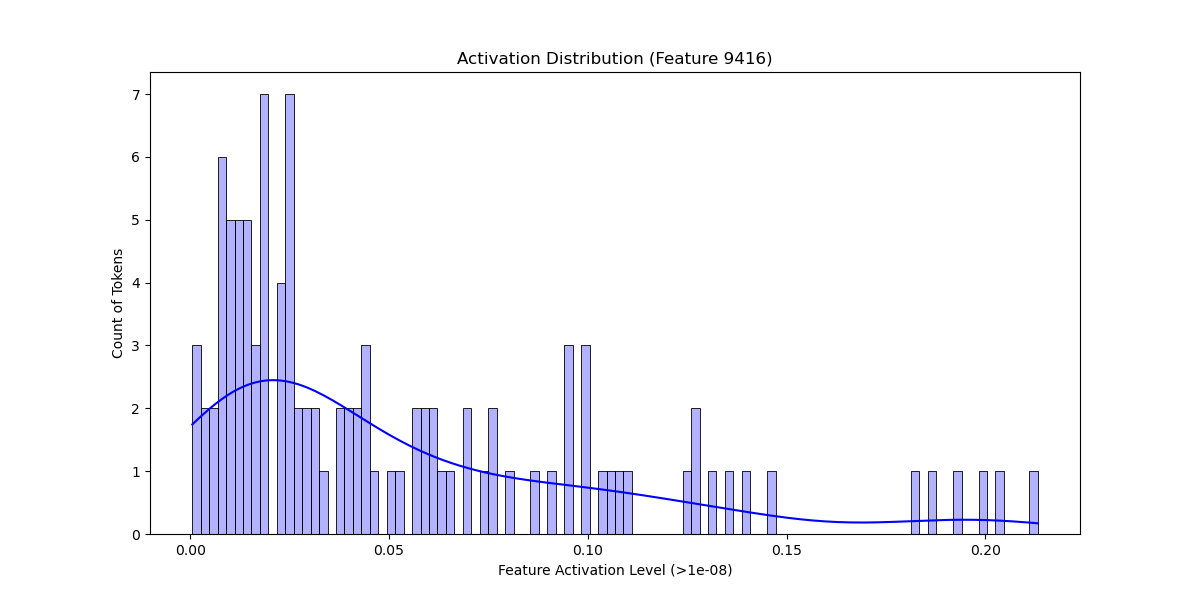 Activation Distribution (Feature 9416)
7
6
5
4
3
2
1
0
Count of Tokens
0.00 0.05 0.10 0.15 0.20
Feature Activation Level (>1e-08)